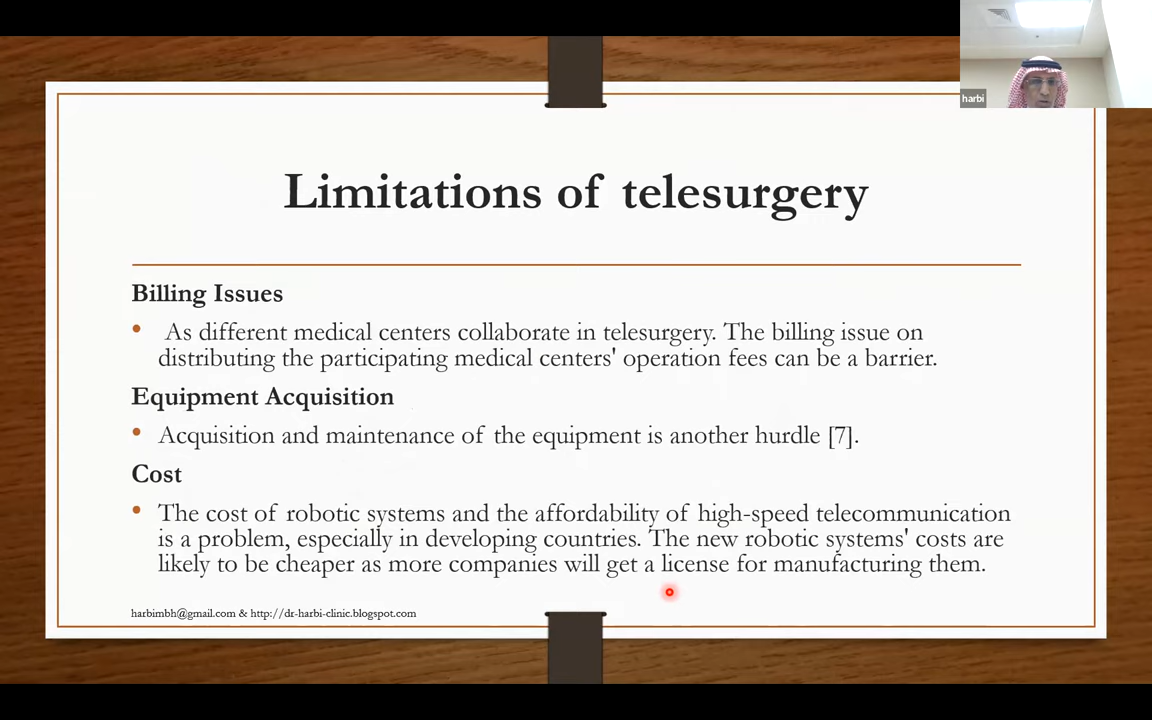 harbi
Limitations of telesurgery
Billing Issues
• As different medical centers collaborate in telesurgery. The billing issue on
distributing the participating medical centers' operation fees can be a barrier.
Equipment Acquisition
• Acquisition and maintenance of the equipment is another hurdle [7].
Cost
• The cost of robotic systems and the affordability of high-speed telecommunication
is a problem, especially in developing countries. The new robotic systems' costs are
likely to be cheaper as more companies will get a license for manufacturing them.
harbimbh@gmail.com & http://dr-harbi-clinic.blogspot.com